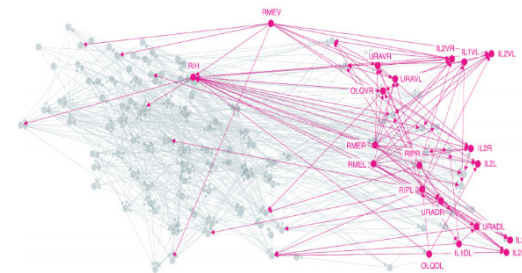 RMEV
IL2VR
IL1VL
IL2VL
URAVR
RIH
URAVL
OLQVR
RMER
IL2R
RIPR
RMEL
IL2L
RIPL
URADR
URADL
IL1DL
OLQDL